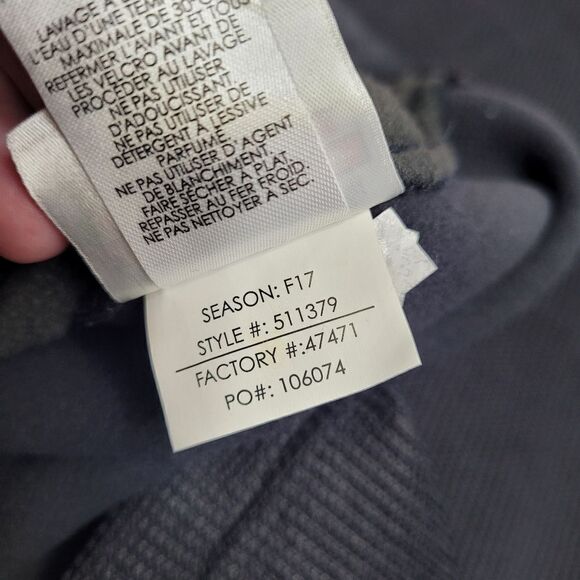 LAVAGE À
L'EAU D'UNE TEMP
MAXIMALE DE 30°C
REFERMER L'AVANT ET TOUS
LES VELCRO AVANT DE
PROCÉDER AU LAVAGE
NE PAS UTILISER
D'ADOUCISSANT
NE PAS UTILISER DE
DÉTERGENT À LESSIVE
PARFUMÉ
NE PAS UTILISER D'AGENT
DE BLANCHIMENT
FAIRE SÉCHER À PLAT.
REPASSER AU FER FROID.
NE PAS NETTOYER À SEC.
SEASON: F17
STYLE #: 511379
FACTORY #:47471
PO#: 106074